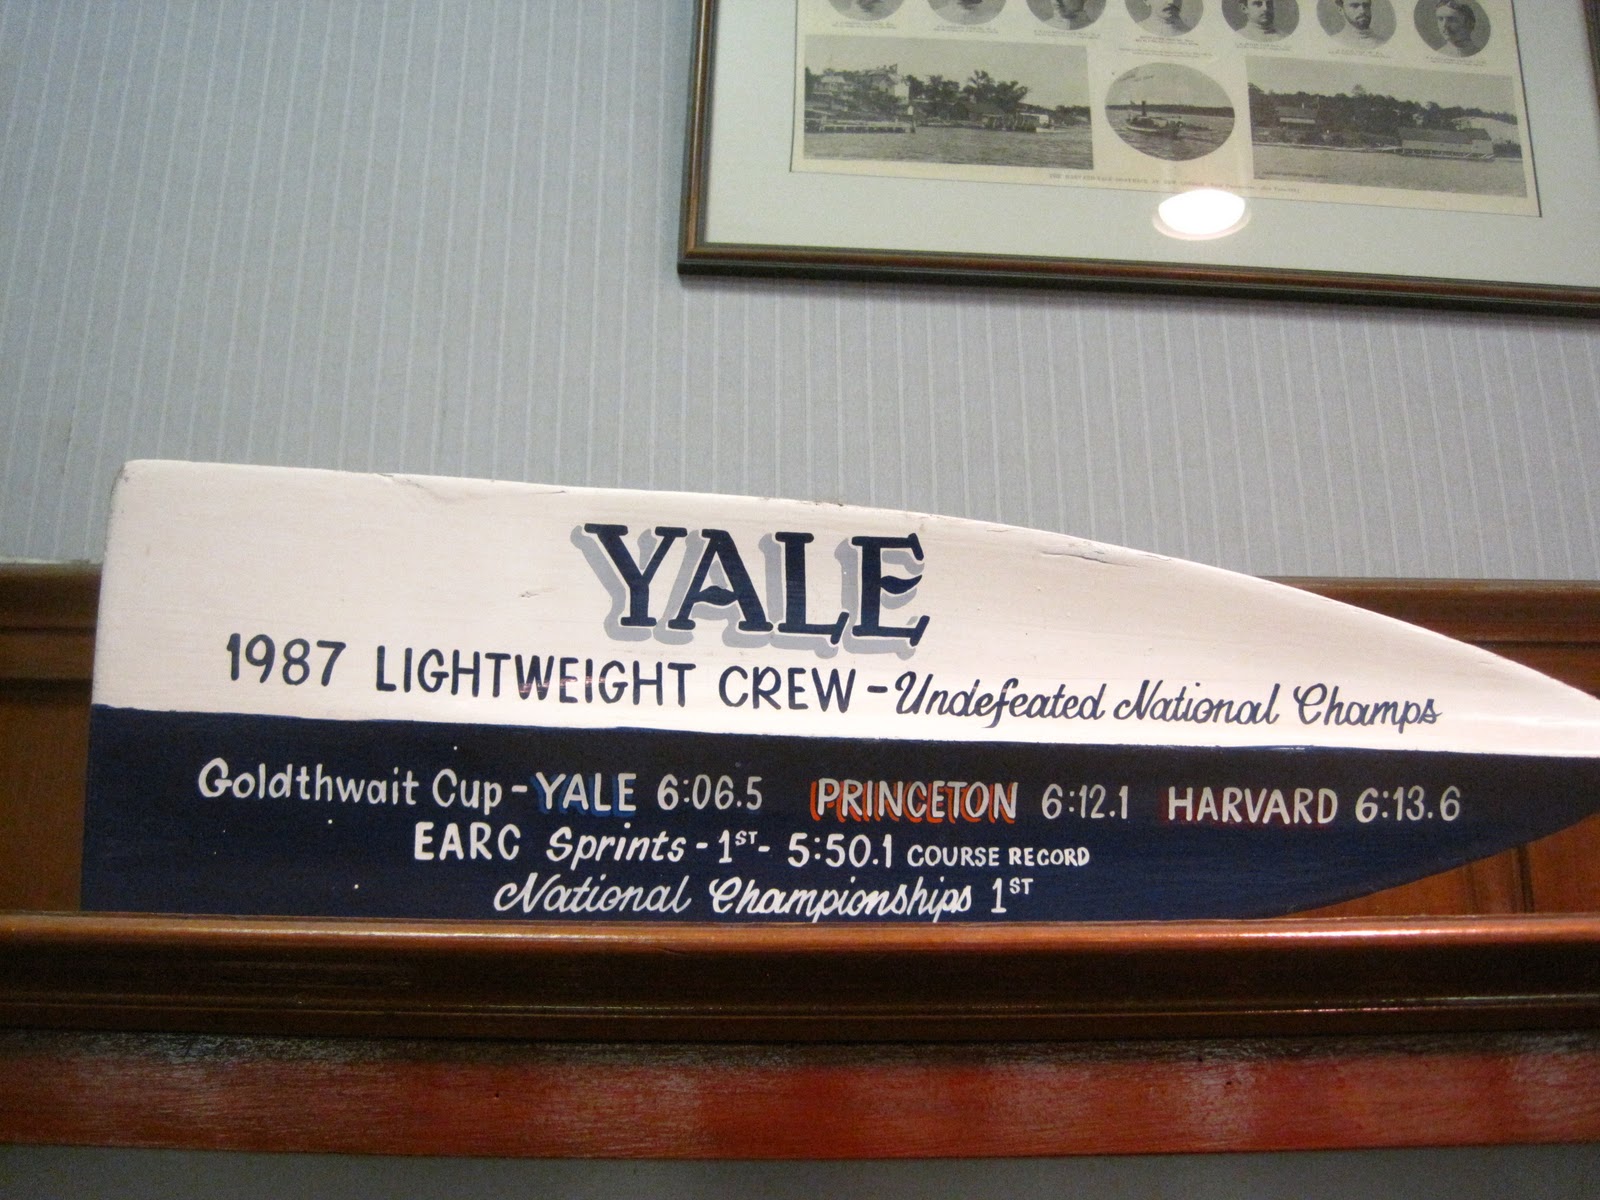 YALE
1987 LIGHTWEIGHT CREW - Undefeated National Champs
Goldthwait Cup - YALE 6:06.5 PRINCETON 6:12.1 HARVARD 6:13.6
EARC Sprints - 1ST - 5:50.1 COURSE RECORD
National Championships 1ST